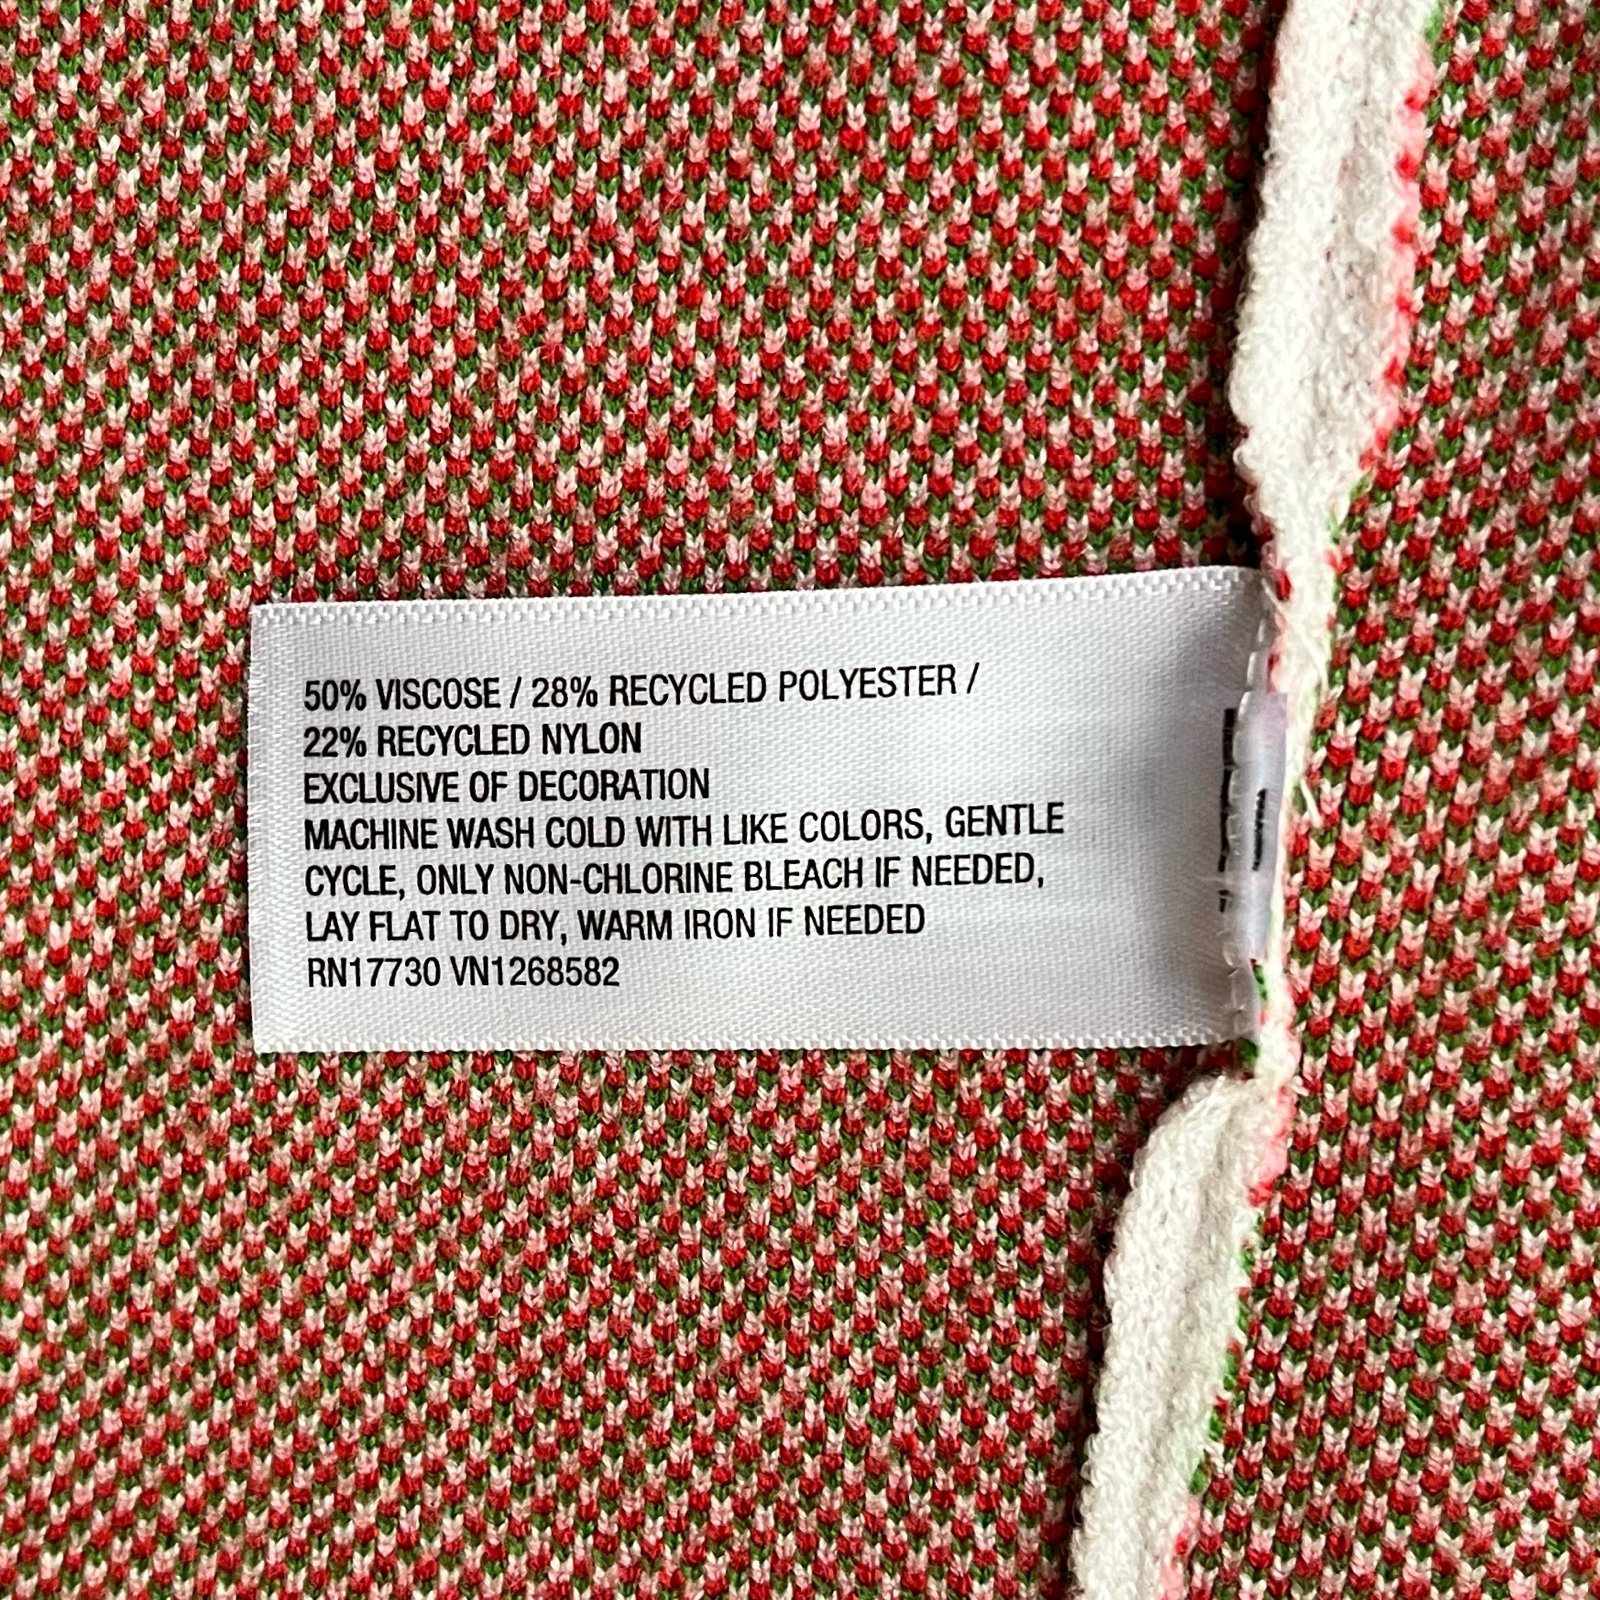 50% VISCOSE / 28% RECYCLED POLYESTER /
22% RECYCLED NYLON
EXCLUSIVE OF DECORATION
MACHINE WASH COLD WITH LIKE COLORS, GENTLE
CYCLE, ONLY NON-CHLORINE BLEACH IF NEEDED,
LAY FLAT TO DRY, WARM IRON IF NEEDED
RN17730 VN1268582